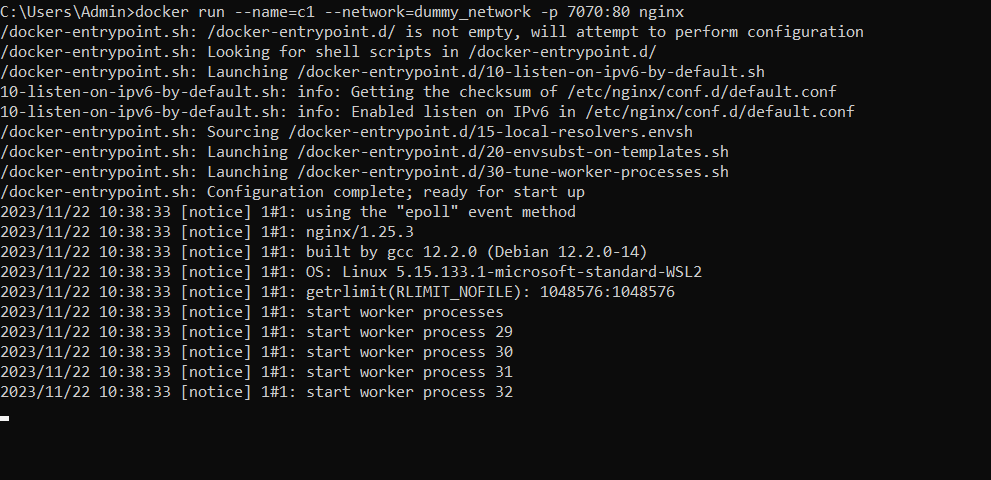 C:\Users\Admin>docker run --name=c1 --network=dummy_network -p 7070:80 nginx
/docker-entrypoint.sh: /docker-entrypoint.d/ is not empty, will attempt to perform configuration
/docker-entrypoint.sh: Looking for shell scripts in /docker-entrypoint.d/
/docker-entrypoint.sh: Launching /docker-entrypoint.d/10-listen-on-ipv6-by-default.sh
10-listen-on-ipv6-by-default.sh: info: Getting the checksum of /etc/nginx/conf.d/default.conf
10-listen-on-ipv6-by-default.sh: info: Enabled listen on IPv6 in /etc/nginx/conf.d/default.conf
/docker-entrypoint.sh: Sourcing /docker-entrypoint.d/15-local-resolvers.envsh
/docker-entrypoint.sh: Launching /docker-entrypoint.d/20-envsubst-on-templates.sh
/docker-entrypoint.sh: Launching /docker-entrypoint.d/30-tune-worker-processes.sh
/docker-entrypoint.sh: Configuration complete; ready for start up
2023/11/22 10:38:33 [notice] 1#1: using the "epoll" event method
2023/11/22 10:38:33 [notice] 1#1: nginx/1.25.3
2023/11/22 10:38:33 [notice] 1#1: built by gcc 12.2.0 (Debian 12.2.0-14)
2023/11/22 10:38:33 [notice] 1#1: OS: Linux 5.15.133.1-microsoft-standard-WSL2
2023/11/22 10:38:33 [notice] 1#1: getrlimit(RLIMIT_NOFILE): 1048576:1048576
2023/11/22 10:38:33 [notice] 1#1: start worker processes
2023/11/22 10:38:33 [notice] 1#1: start worker process 29
2023/11/22 10:38:33 [notice] 1#1: start worker process 30
2023/11/22 10:38:33 [notice] 1#1: start worker process 31
2023/11/22 10:38:33 [notice] 1#1: start worker process 32